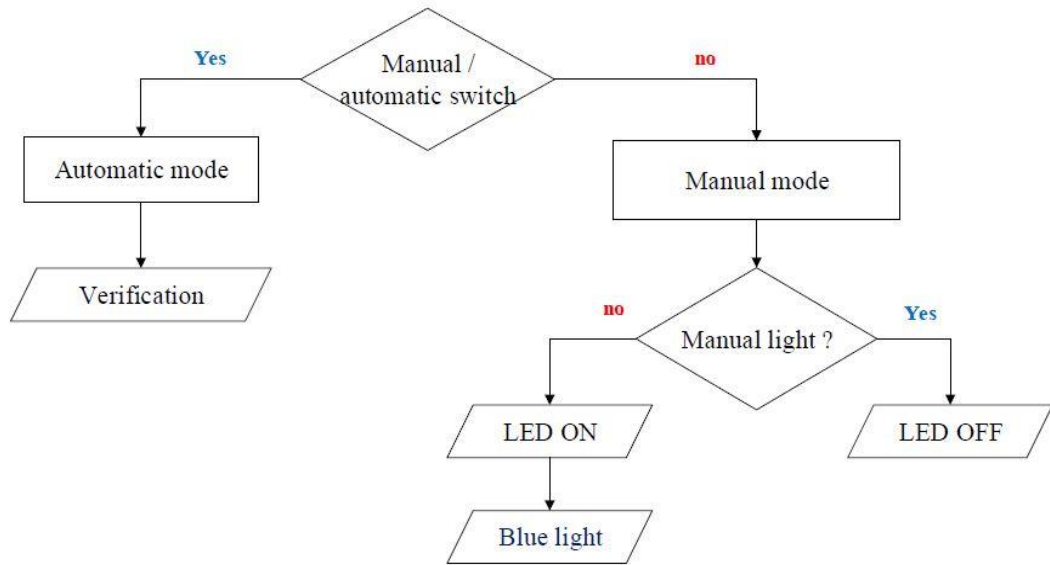 Yes
Manual /
automatic switch
no
Automatic mode
Manual mode
Verification
no
Manual light ?
Yes
LED ON
LED OFF
Blue light